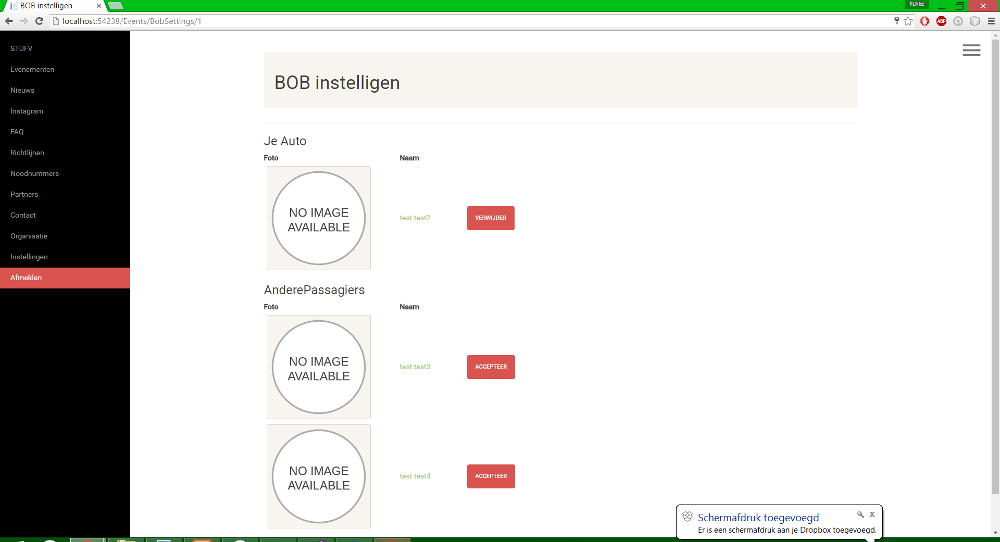 BOB instelligen
Ychke
localhost:54238/Events/BobSettings/1
ABP
STUFV
Evenementen
Nieuws
Instagram
FAQ
Richtlijnen
Noodnummers
Partners
Contact
Organisatie
Instellingen
Afmelden
BOB instelligen
Je Auto
Foto Naam
NO IMAGE
AVAILABLE
test test2
VERWIJDER
AnderePassagiers
Foto Naam
NO IMAGE
AVAILABLE
test test3
ACCEPTEER
NO IMAGE
AVAILABLE
test test4
ACCEPTEER
Schermafdruk toegevoegd
Er is een schermafdruk aan je Dropbox toegevoegd.